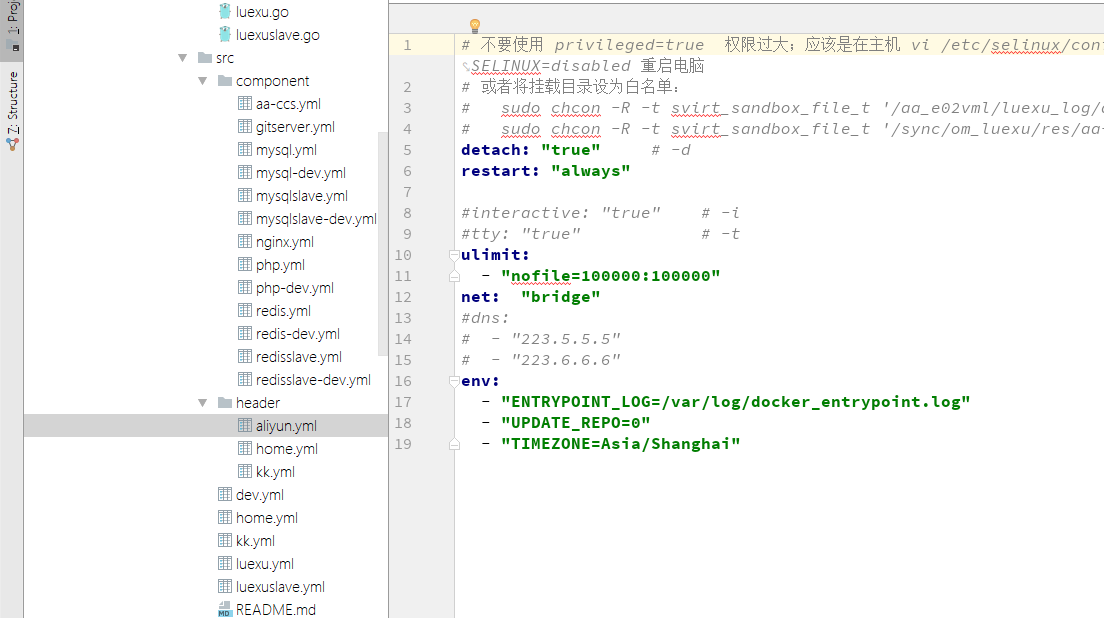 1: Proj
Z: Structure
luexu.go
luexuslave.go
src
component
aa-ccs.yml
gitserver.yml
mysql.yml
mysql-dev.yml
mysqlslave.yml
mysqlslave-dev.yml
nginx.yml
php.yml
php-dev.yml
redis.yml
redis-dev.yml
redisslave.yml
redisslave-dev.yml
header
aliyun.yml
home.yml
kk.yml
dev.yml
home.yml
kk.yml
luexu.yml
luexuslave.yml
MD README.md
1 # 不要使用 privileged=true 权限过大；应该是在主机 vi /etc/selinux/con
SELINUX=disabled 重启电脑
2 # 或者将挂载目录设为白名单：
3 #   sudo chcon -R -t svirt_sandbox_file_t '/aa_e02vml/luexu_log/
4 #   sudo chcon -R -t svirt_sandbox_file_t '/sync/om_luexu/res/aa-
5 detach: "true"     # -d
6 restart: "always"
7
8 #interactive: "true"    # -i
9 #tty: "true"            # -t
10 ulimit:
11   - "nofile=100000:100000"
12 net:  "bridge"
13 #dns:
14 #  - "223.5.5.5"
15 #  - "223.6.6.6"
16 env:
17   - "ENTRYPOINT_LOG=/var/log/docker_entrypoint.log"
18   - "UPDATE_REPO=0"
19   - "TIMEZONE=Asia/Shanghai"